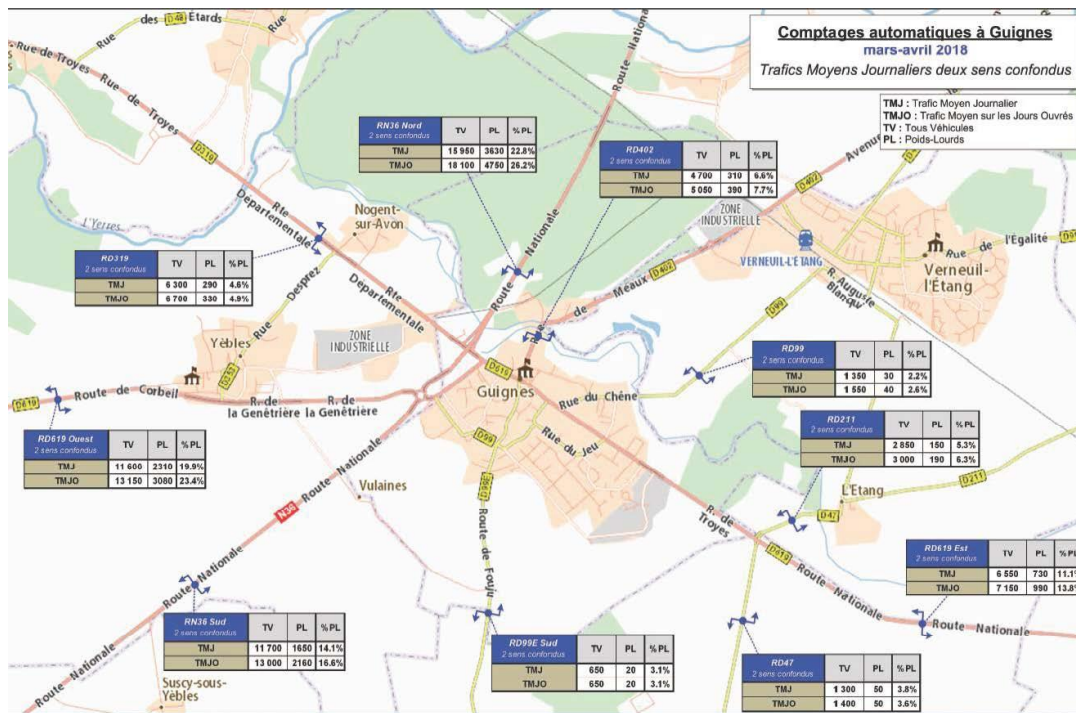 Comptages automatiques à Guignes
mars-avril 2018
Trafics Moyens Journaliers deux sens confondus
TMJ : Trafic Moyen Journalier
TMJO : Trafic Moyen sur les Jours Ouvrés
TV : Tous Véhicules
PL : Poids-Lourds
Rue
des Étards
D48
Rue
Rue de Troyes
Rue de Troyes
D319
Rte
Departementale
Rte
Departementale
L'Yerres
Route Nationale
Route Nationale
RN36 Nord TV PL % PL
2 sens confondus
TMJ 15 950 3630 22.8%
TMJO 18 100 4750 26.2%
RD402 TV PL % PL
2 sens confondus
TMJ 4 700 310 6.6%
TMJO 5 050 390 7.7%
Avenue
D402
Nogent-
sur-Avon
ZONE
INDUSTRIELLE
VERNEUIL-L'ETANG
Rue de l'Égalité
Verneuil-
l'Étang
R. Auguste
Blanqui
RD319 TV PL % PL
2 sens confondus
TMJ 6 300 290 4.6%
TMJO 6 700 330 4.9%
Rue Desprez
de Meaux
D402
D99
Yèbles
ZONE
INDUSTRIELLE
D352
Route de Corbeil
D619
R. de
la Genêtrière
R. de
la Genêtrière
D619
Guignes
Rue du Chêne
Rue du Jeu
D99
D99E
RD99 TV PL % PL
2 sens confondus
TMJ 1 350 30 2.2%
TMJO 1 550 40 2.6%
RD619 Ouest TV PL % PL
2 sens confondus
TMJ 11 600 2310 19.9%
TMJO 13 150 3080 23.4%
RD211 TV PL % PL
2 sens confondus
TMJ 2 850 150 5.3%
TMJO 3 000 190 6.3%
Route Nationale
N36
Vulaines
Route de Fouju
L'Etang
D211
D47
R. de
Troyes
D619
Route Nationale
RD619 Est TV PL % PL
2 sens confondus
TMJ 6 550 730 11.1%
TMJO 7 150 990 13.8%
Route Nationale
Route Nationale
RN36 Sud TV PL % PL
2 sens confondus
TMJ 11 700 1650 14.1%
TMJO 13 000 2160 16.6%
RD99E Sud TV PL % PL
2 sens confondus
TMJ 650 20 3.1%
TMJO 650 20 3.1%
RD47 TV PL % PL
2 sens confondus
TMJ 1 300 50 3.8%
TMJO 1 400 50 3.6%
Route Nationale
Suscy-sous-
Yèbles